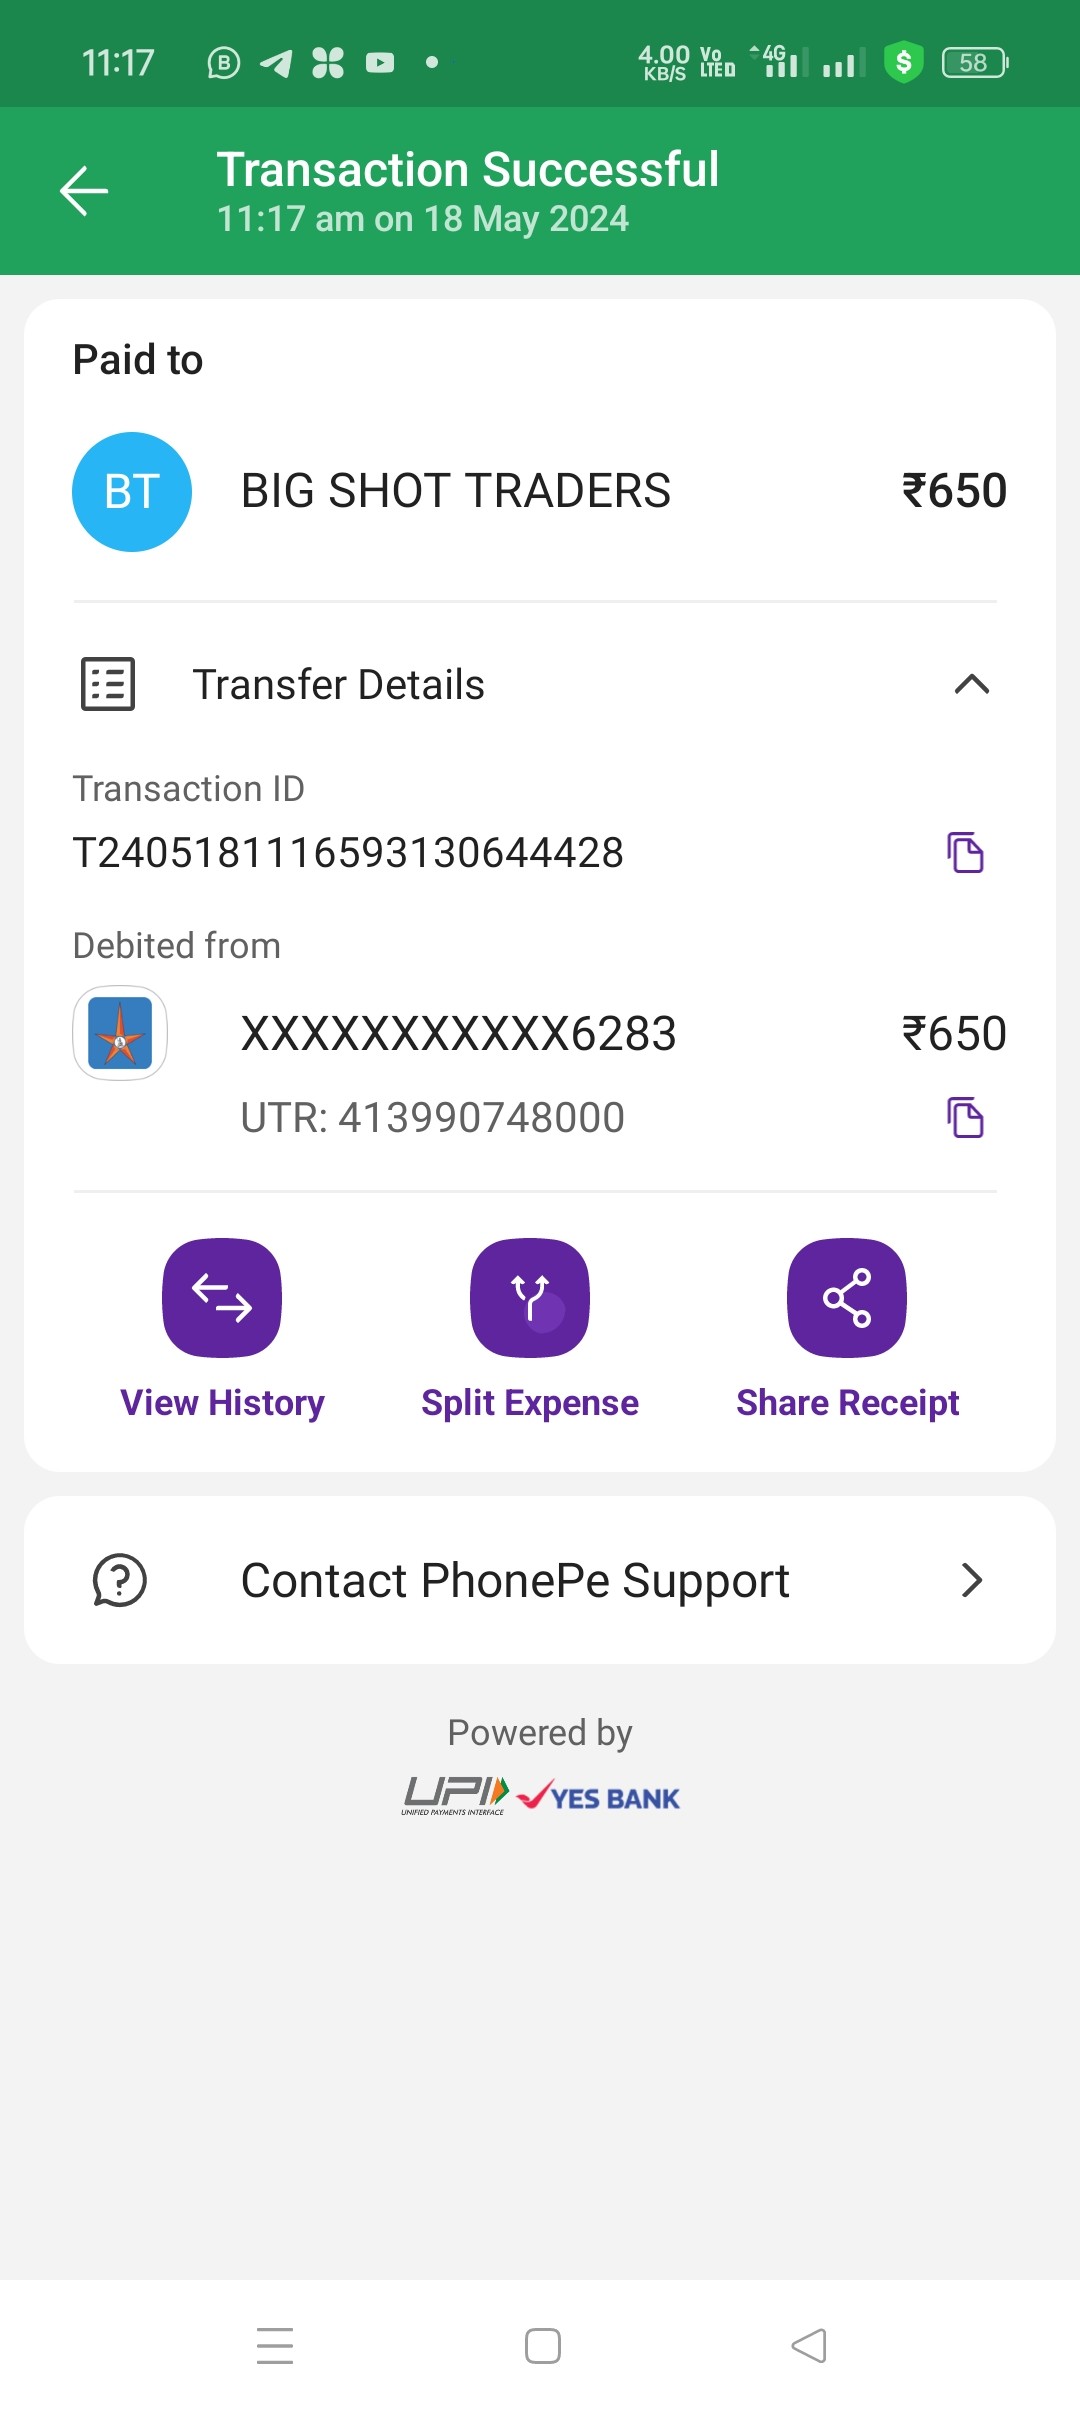 11:17
B
4.00 KB/S
Vo LTE D
4G
$
58
Transaction Successful
11:17 am on 18 May 2024
Paid to
BT
BIG SHOT TRADERS
₹650
Transfer Details
Transaction ID
T2405181116593130644428
Debited from
XXXXXXXXXXX6283
₹650
UTR: 413990748000
View History
Split Expense
Share Receipt
Contact PhonePe Support
Powered by
UPI
UNIFIED PAYMENTS INTERFACE
YES BANK